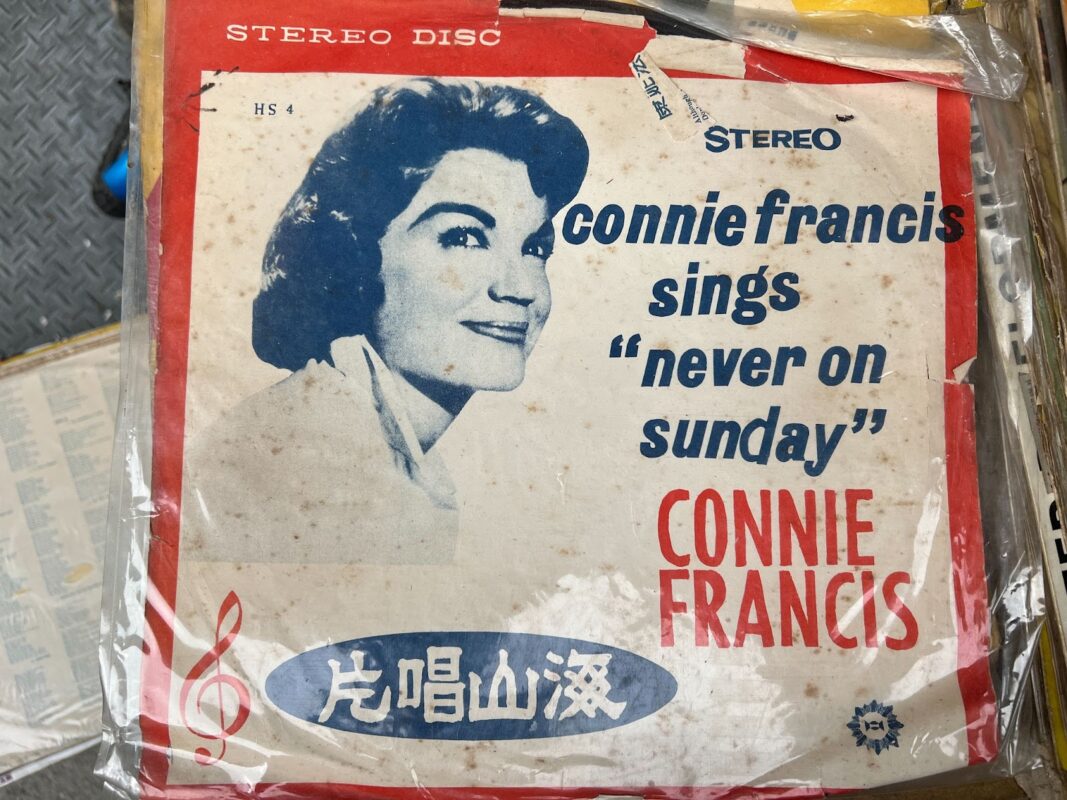 STEREO DISC
HS 4
STEREO
connie francis
sings
“never on
sunday”
CONNIE
FRANCIS
片唱山海